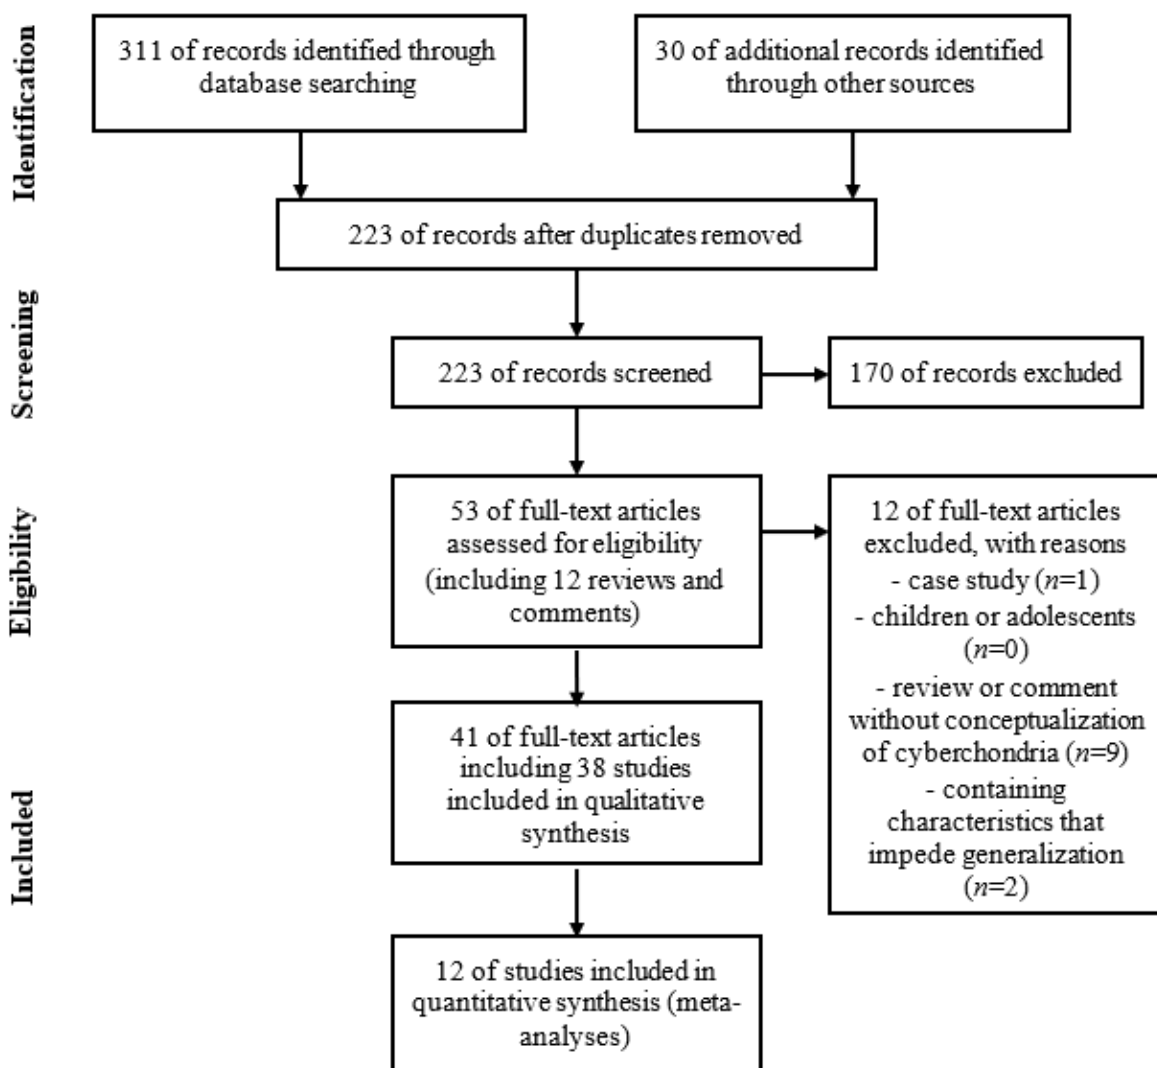 Identification
311 of records identified through
database searching
30 of additional records identified
through other sources
223 of records after duplicates removed
Screening
223 of records screened
170 of records excluded
Eligibility
53 of full-text articles
assessed for eligibility
(including 12 reviews and
comments)
12 of full-text articles
excluded, with reasons
- case study (n=1)
- children or adolescents
(n=0)
- review or comment
without conceptualization
of cyberchondria (n=9)
- containing
characteristics that
impede generalization
(n=2)
Included
41 of full-text articles
including 38 studies
included in qualitative
synthesis
12 of studies included in
quantitative synthesis (meta-
analyses)